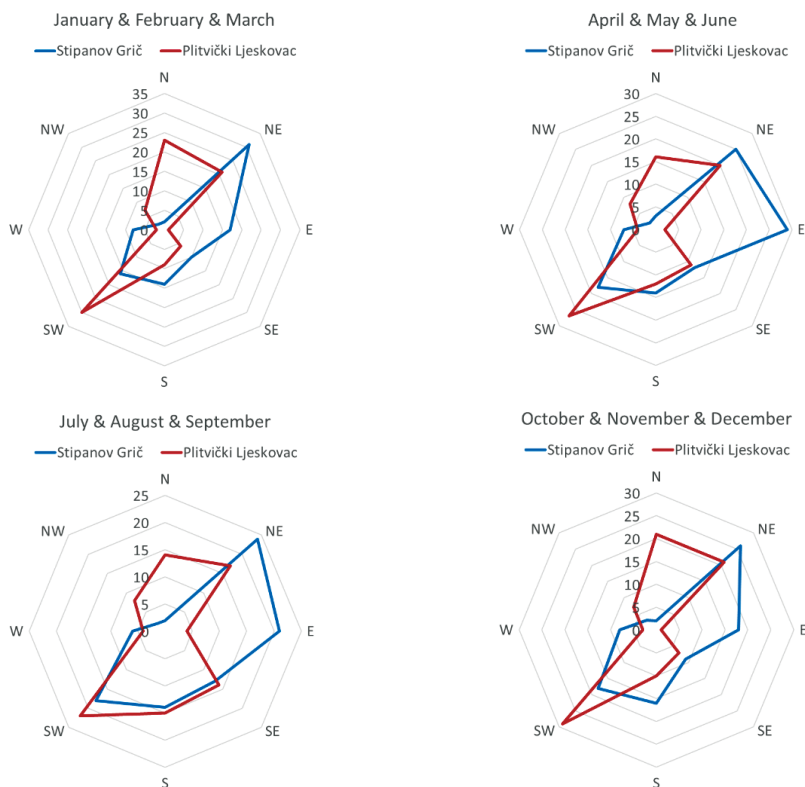 January & February & March
Stipanov Grič Plitvički Ljeskovac
N
35
30
25
20
15
10
5
0
NW
NE
W
E
SW
SE
S
April & May & June
Stipanov Grič Plitvički Ljeskovac
N
30
25
20
15
10
5
0
NW
NE
W
E
SW
SE
S
July & August & September
Stipanov Grič Plitvički Ljeskovac
N
25
20
15
10
5
0
NW
NE
W
E
SW
SE
S
October & November & December
Stipanov Grič Plitvički Ljeskovac
N
30
25
20
15
10
5
0
NW
NE
W
E
SW
SE
S